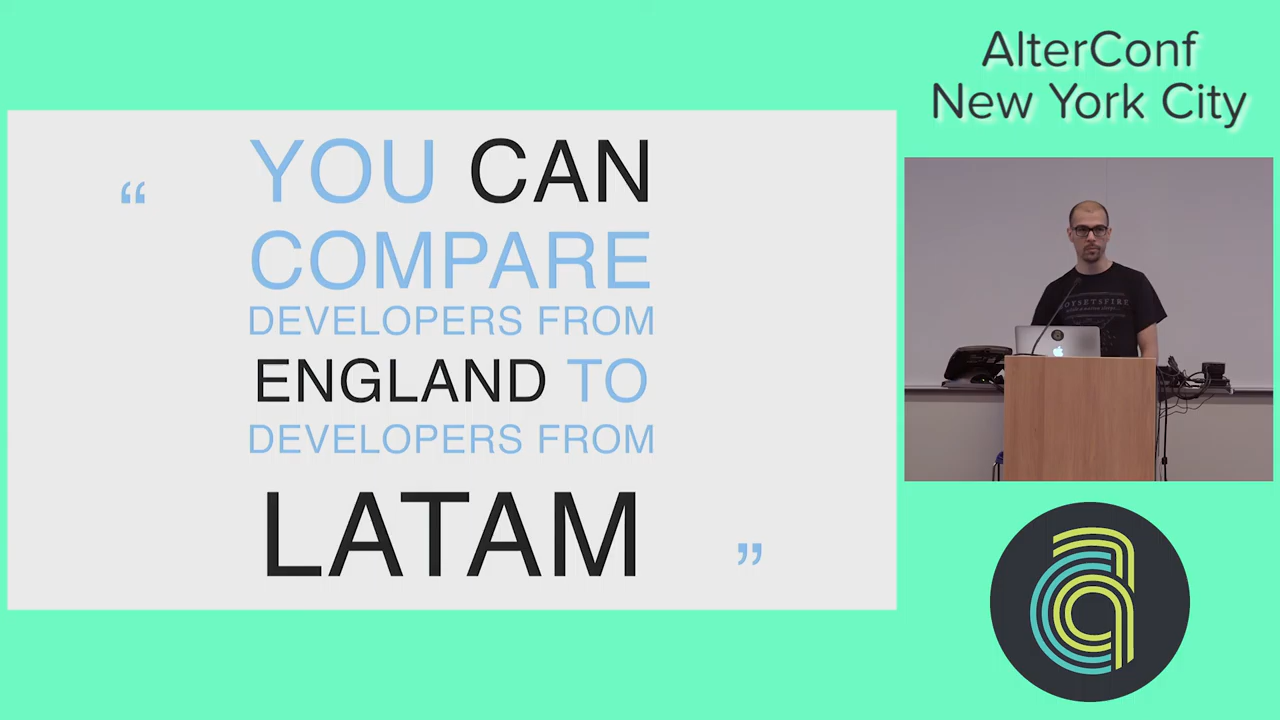 AlterConf
New York City
“
YOU CAN
COMPARE
DEVELOPERS FROM
ENGLAND TO
DEVELOPERS FROM
LATAM
”